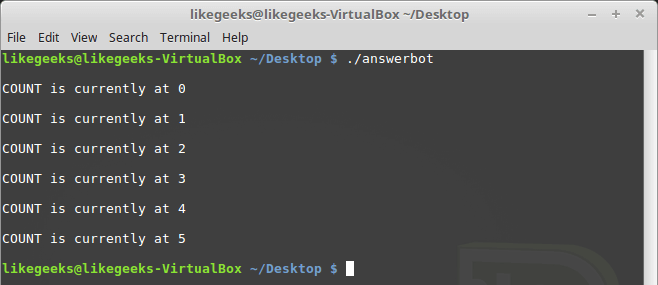 likegeeks@likegeeks-VirtualBox ~/Desktop
File Edit View Search Terminal Help
likegeeks@likegeeks-VirtualBox ~/Desktop $ ./answerbot
COUNT is currently at 0
COUNT is currently at 1
COUNT is currently at 2
COUNT is currently at 3
COUNT is currently at 4
COUNT is currently at 5
likegeeks@likegeeks-VirtualBox ~/Desktop $